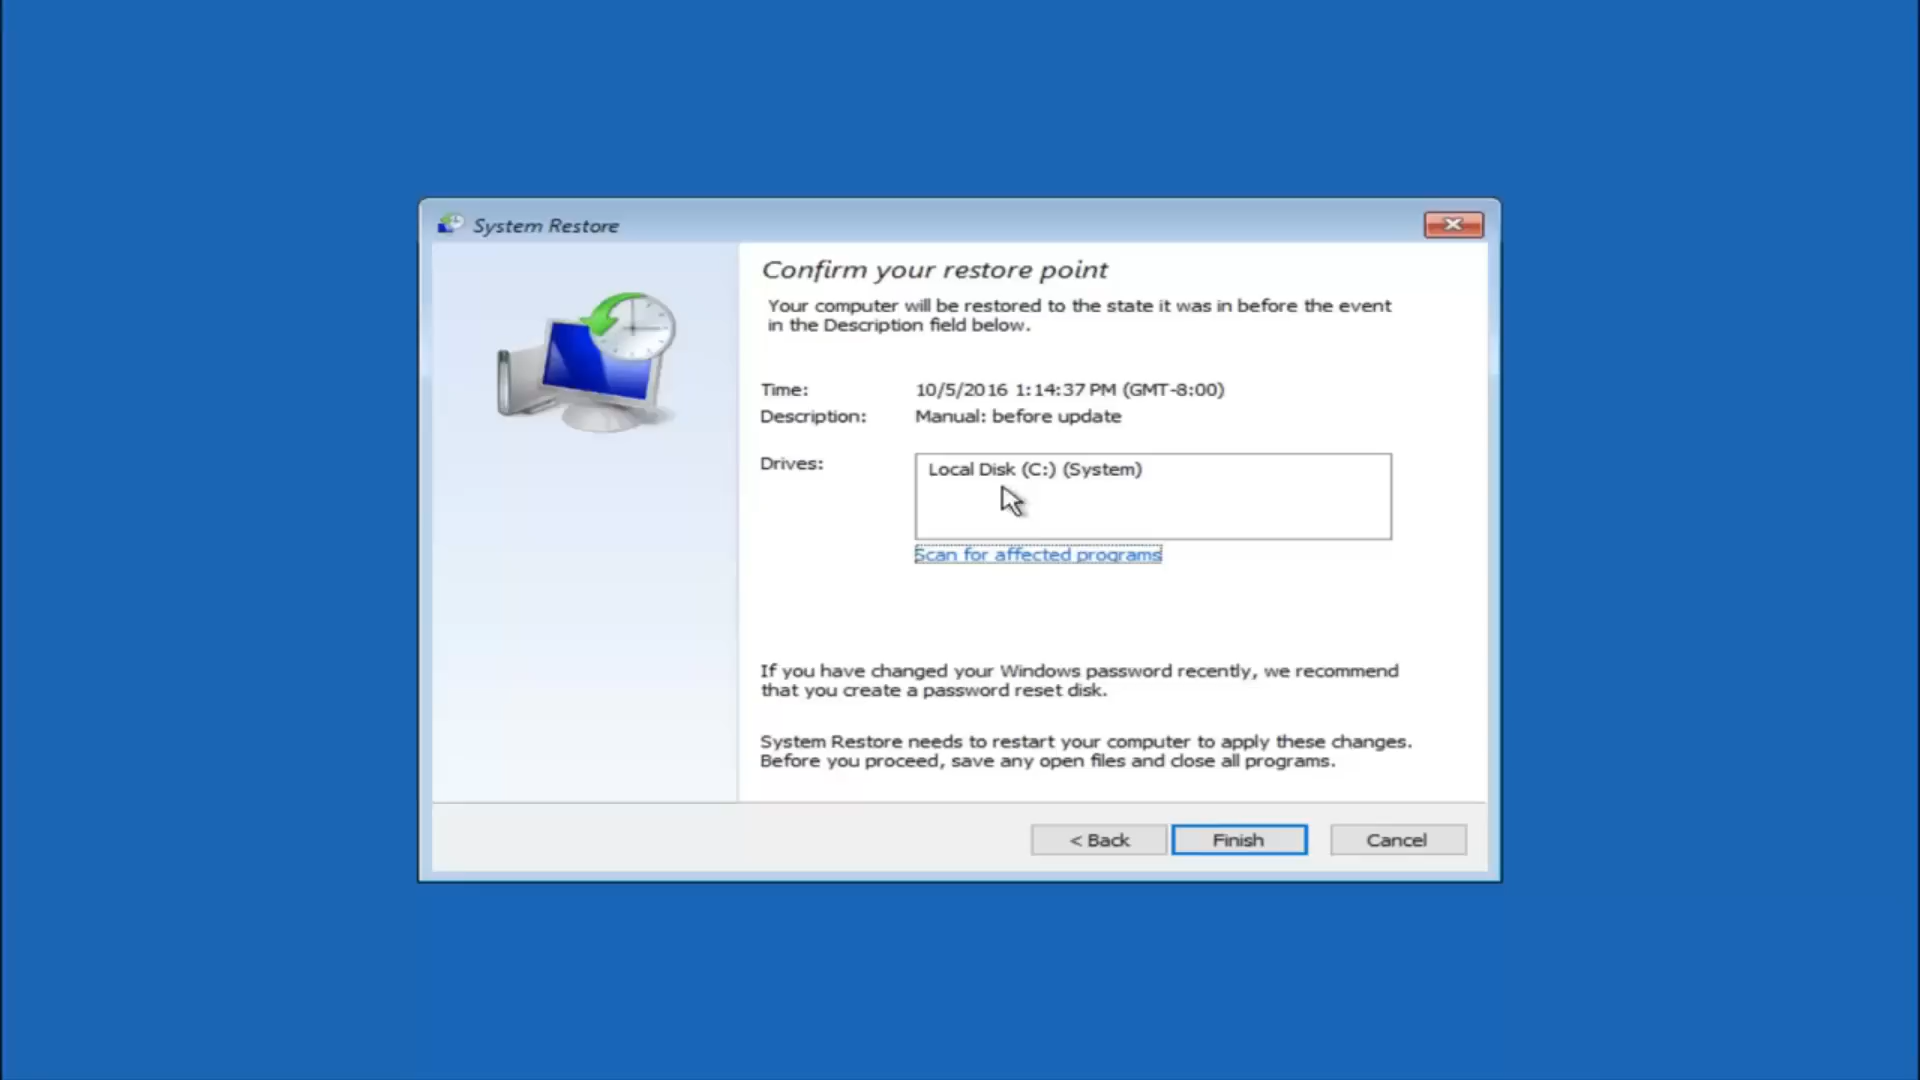 System Restore
Confirm your restore point
Your computer will be restored to the state it was in before the event
in the Description field below.
Time: 10/5/2016 1:14:37 PM (GMT-8:00)
Description: Manual: before update
Drives: Local Disk (C:) (System)
Scan for affected programs
If you have changed your Windows password recently, we recommend
that you create a password reset disk.
System Restore needs to restart your computer to apply these changes.
Before you proceed, save any open files and close all programs.
< Back Finish Cancel